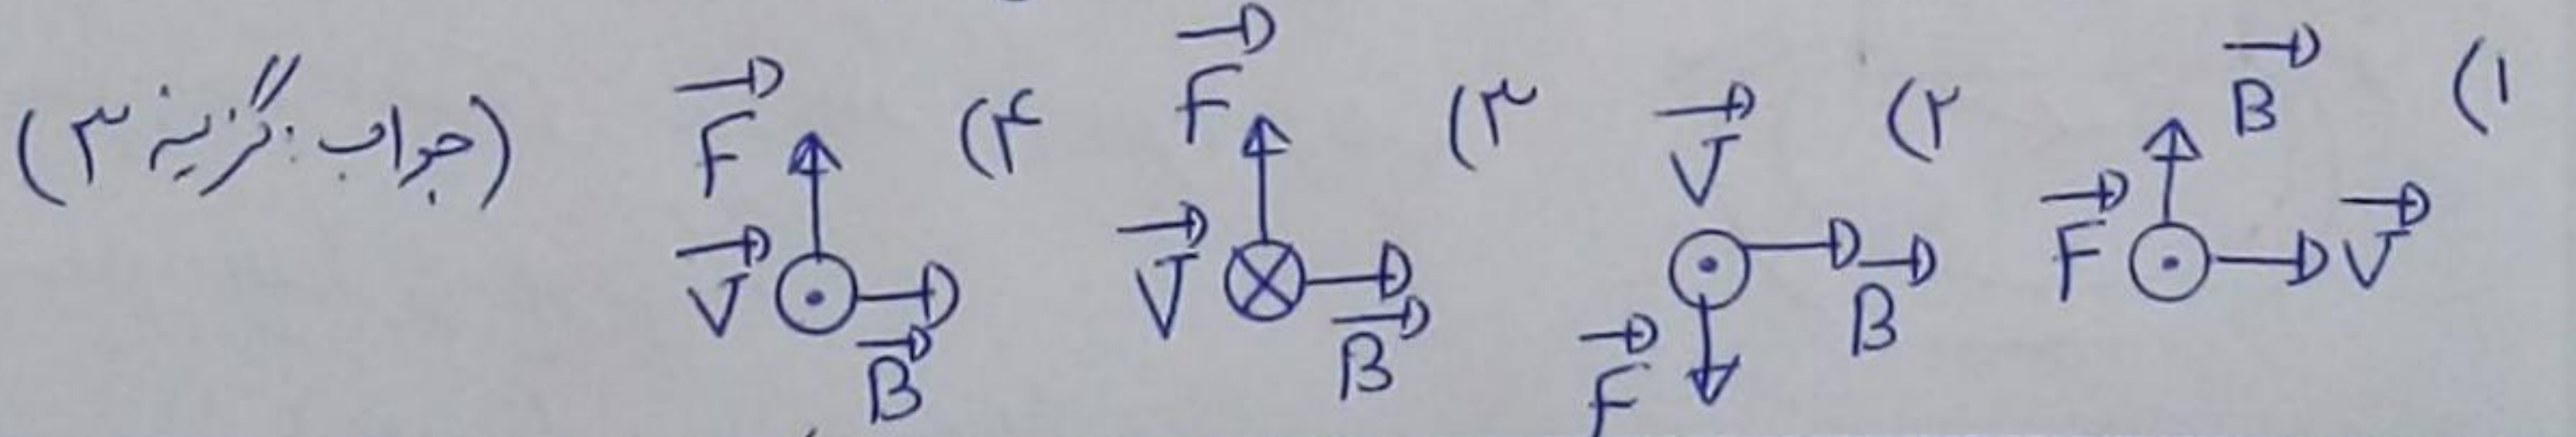 ۱) B V F ۲) V B F ۳) F V B ۴) F V B (جواب: گزینه ۳)